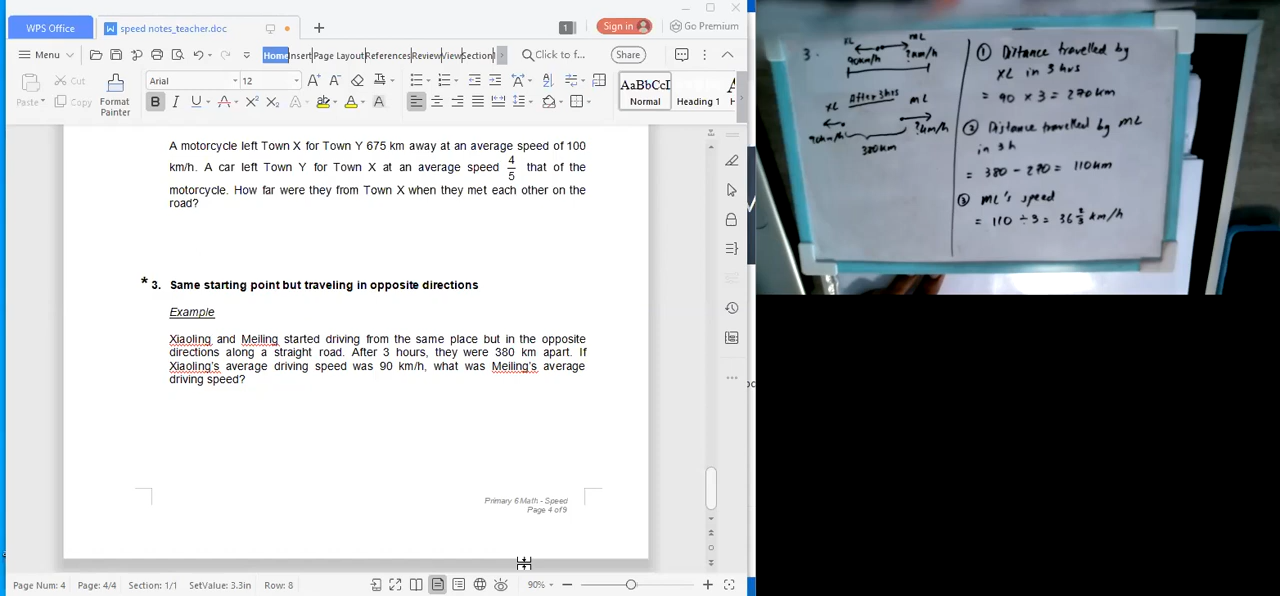 WPS Office
speed notes_teacher.doc
1
Sign in
Go Premium
Menu
Home Insert Page Layout References Review View Section
Click to f...
Share
Paste
Cut
Copy
Format
Painter
Arial
12
AaBbCcI
Normal
Heading 1
A motorcycle left Town X for Town Y 675 km away at an average speed of 100
km/h. A car left Town Y for Town X at an average speed 4/5 that of the
motorcycle. How far were they from Town X when they met each other on the
road?
* 3. Same starting point but traveling in opposite directions
Example
Xiaoling and Meiling started driving from the same place but in the opposite
directions along a straight road. After 3 hours, they were 380 km apart. If
Xiaoling's average driving speed was 90 km/h, what was Meiling's average
driving speed?
Primary 6 Math - Speed
Page 4 of 9
Page Num: 4 Page: 4/4 Section: 1/1 SetValue: 3.3in Row: 8
90%
3.
XL ML
90km/h ?km/h
XL After 3hrs ML
90km/h ?km/h
380km
① Distance travelled by
XL in 3 hrs
= 90 × 3 = 270km
② Distance travelled by ML
in 3h
= 380 - 270 = 110km
③ ML's speed
= 110 ÷ 3 = 36 2/3 km/h